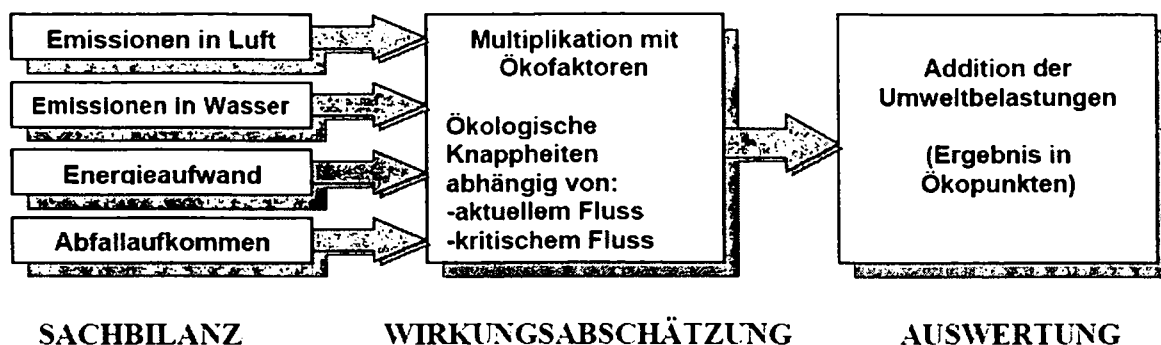 Emissionen in Luft
Emissionen in Wasser
Energieaufwand
Abfallaufkommen
Multiplikation mit
Ökofaktoren
Ökologische
Knappheiten
abhängig von:
-aktuellem Fluss
-kritischem Fluss
Addition der
Umweltbelastungen
(Ergebnis in
Ökopunkten)
SACHBILANZ
WIRKUNGSABSCHÄTZUNG
AUSWERTUNG